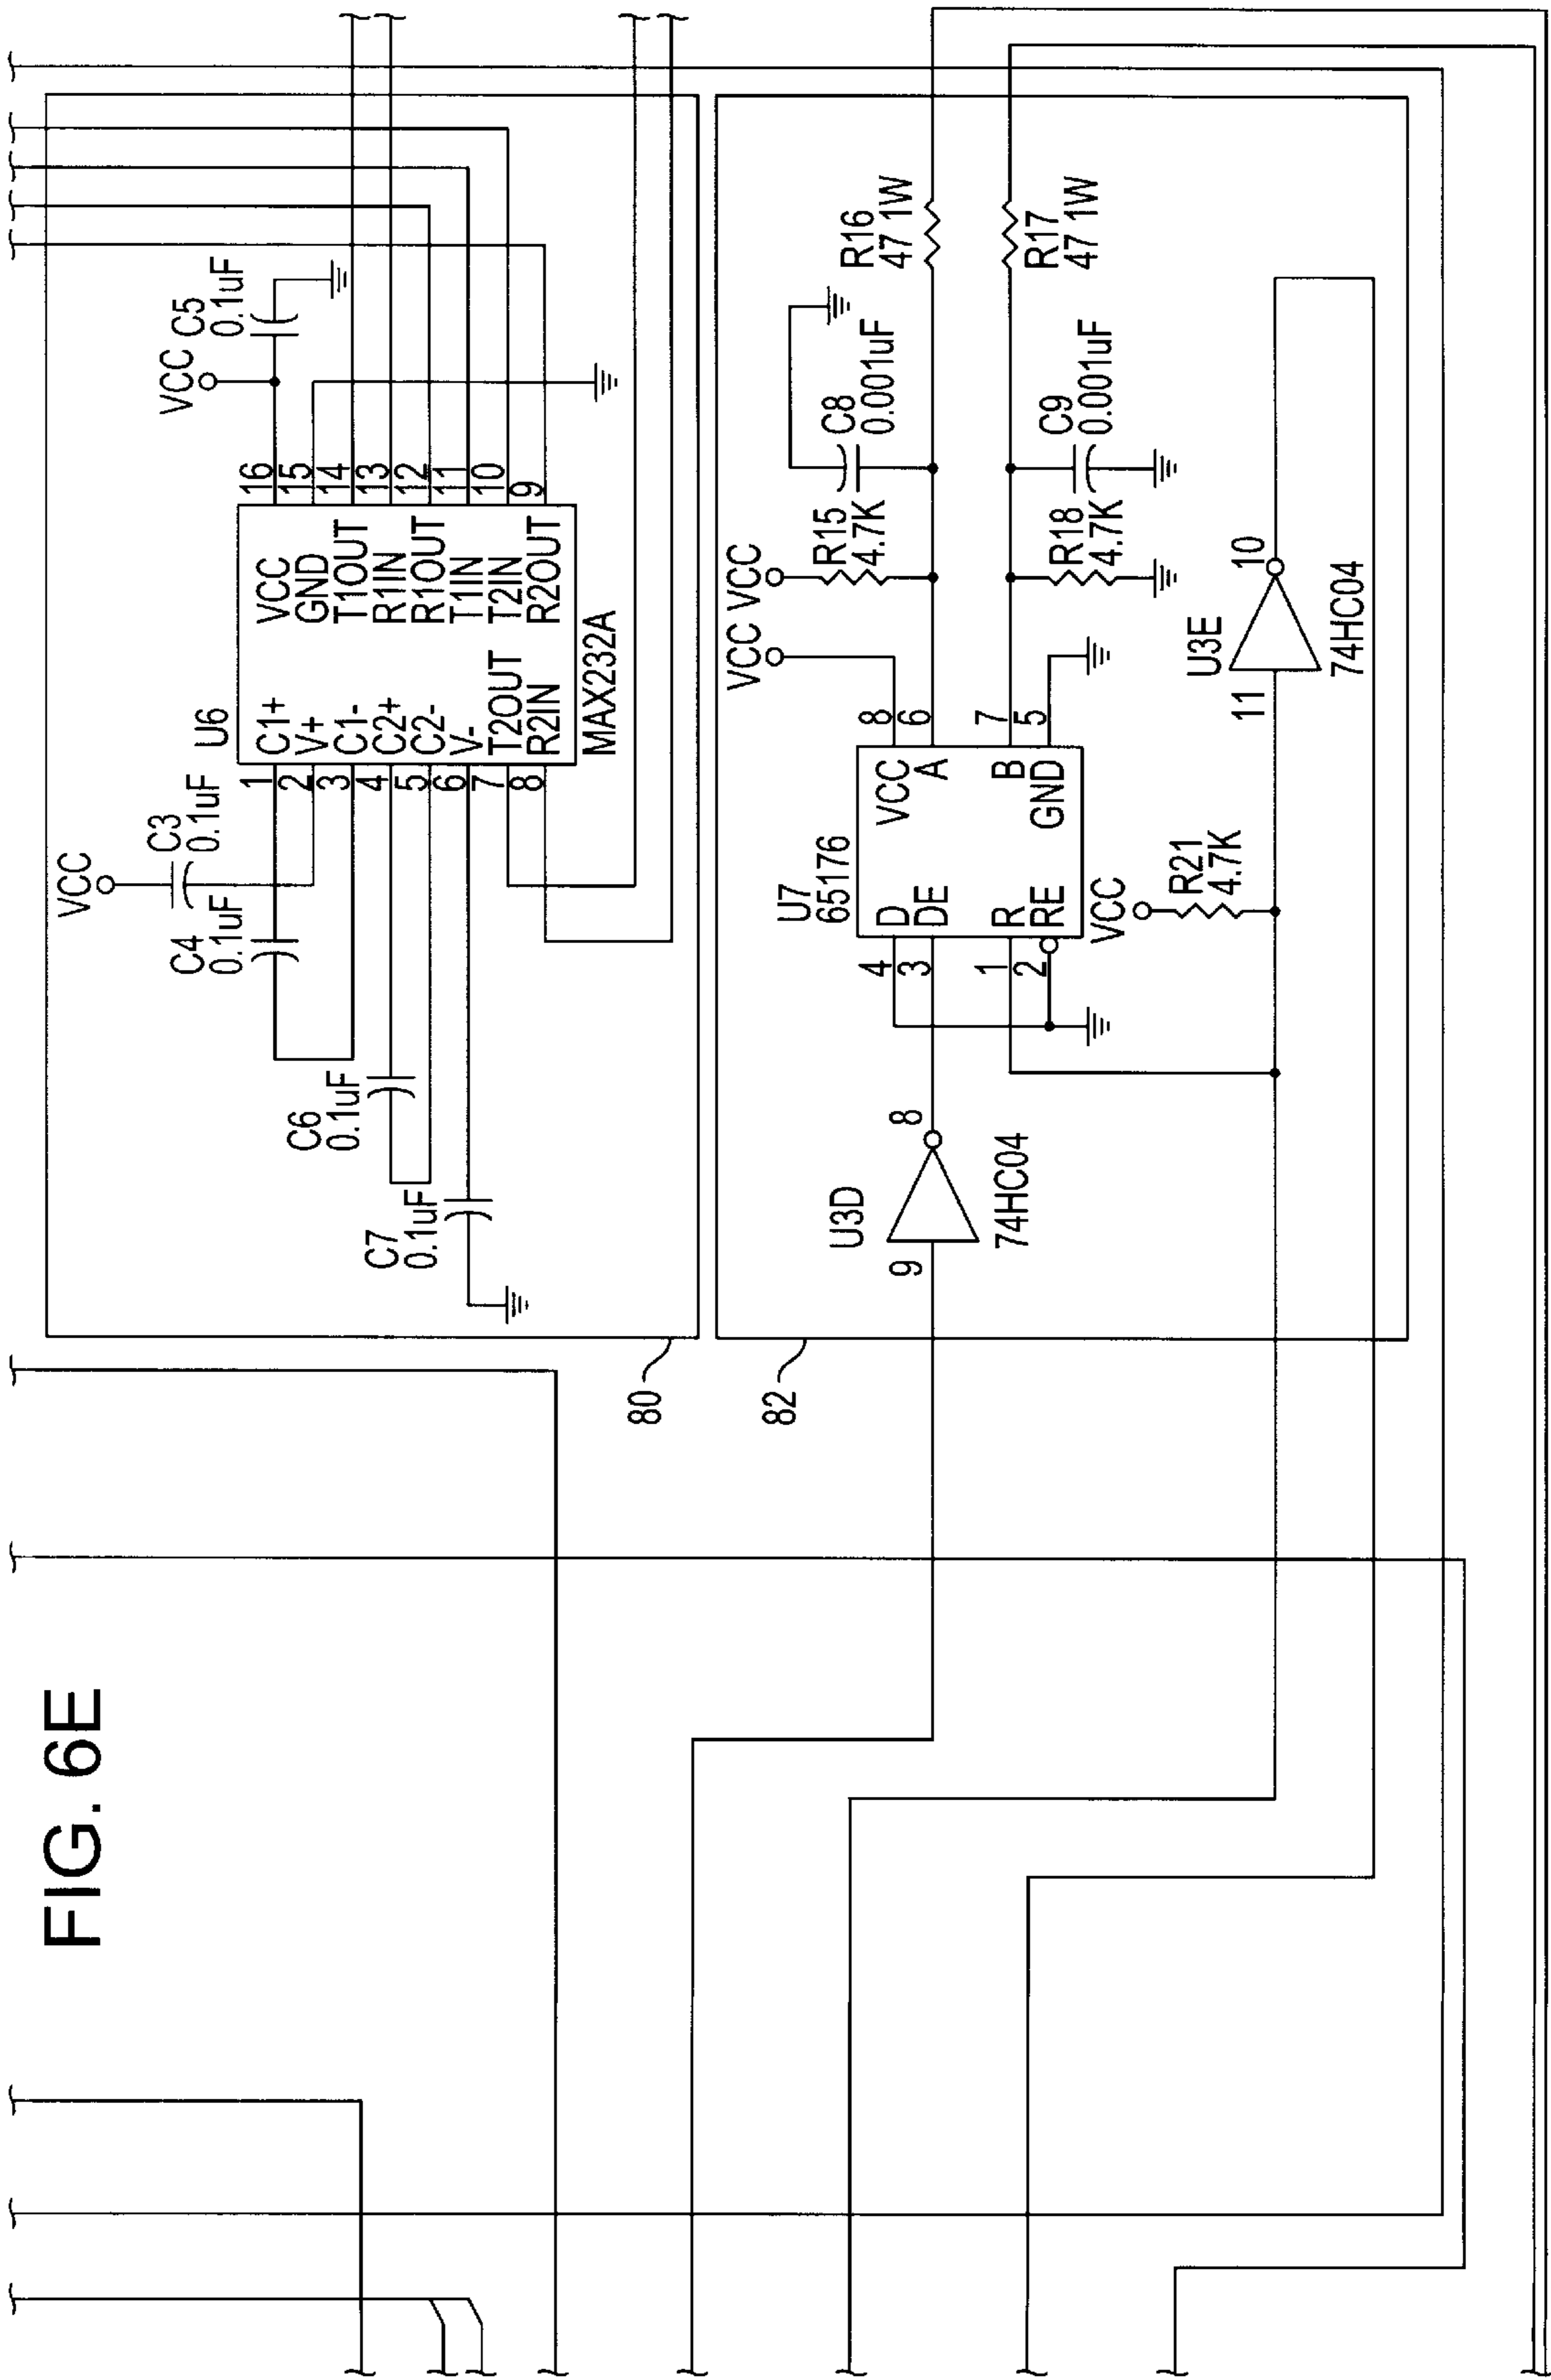 FIG. 6E
VCC
C3
0.1uF
C4
0.1uF
C6
0.1uF
C7
0.1uF
VCC
C5
0.1uF
U6
1 C1+ VCC 16
2 V+ GND 15
3 C1- T1OUT 14
4 C2+ R1IN 13
5 C2- R1OUT 12
6 V- T1IN 11
7 T2OUT T2IN 10
8 R2IN R2OUT 9
MAX232A
80
82
U3D
9
8
74HC04
U7
65176
4 D VCC 8
3 DE A 6
1 R B 7
2 RE GND 5
VCC
VCC
R15
4.7K
C8
0.001uF
R16
47 1W
R17
47 1W
R18
4.7K
C9
0.001uF
VCC
R21
4.7K
U3E
11
10
74HC04